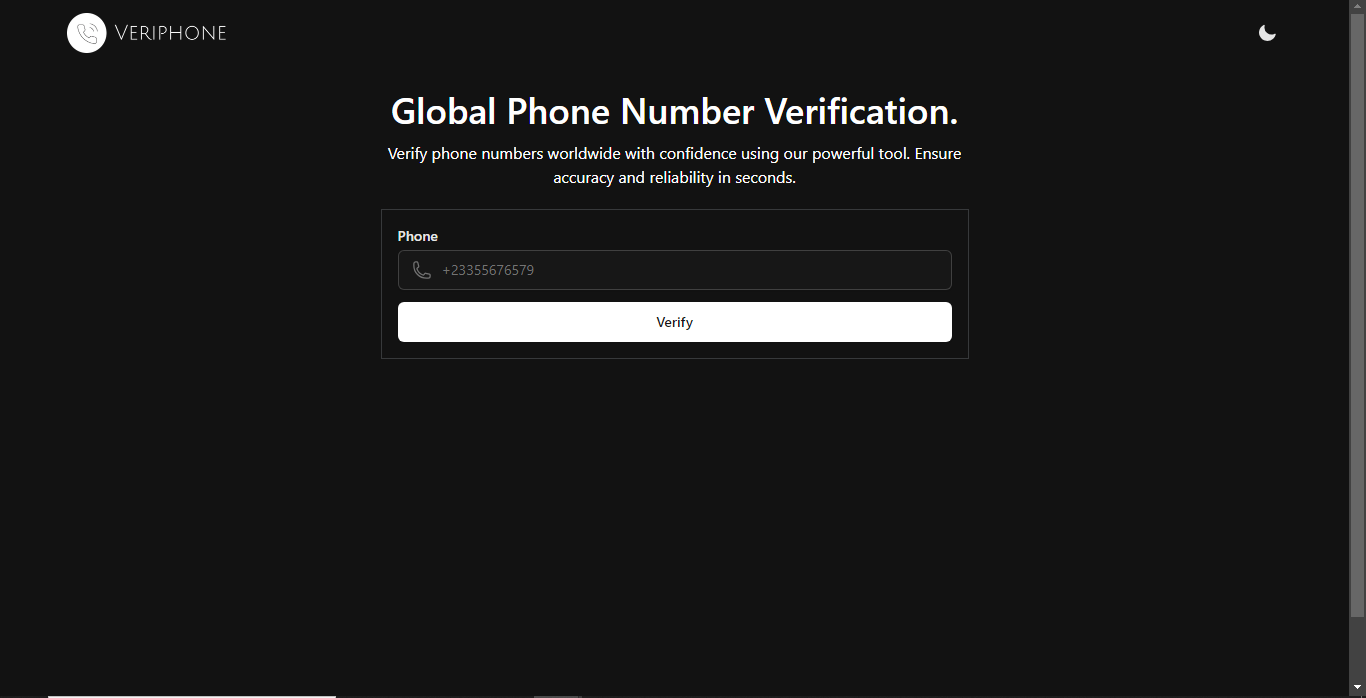 VERIPHONE
Global Phone Number Verification.
Verify phone numbers worldwide with confidence using our powerful tool. Ensure
accuracy and reliability in seconds.
Phone
+23355676579
Verify